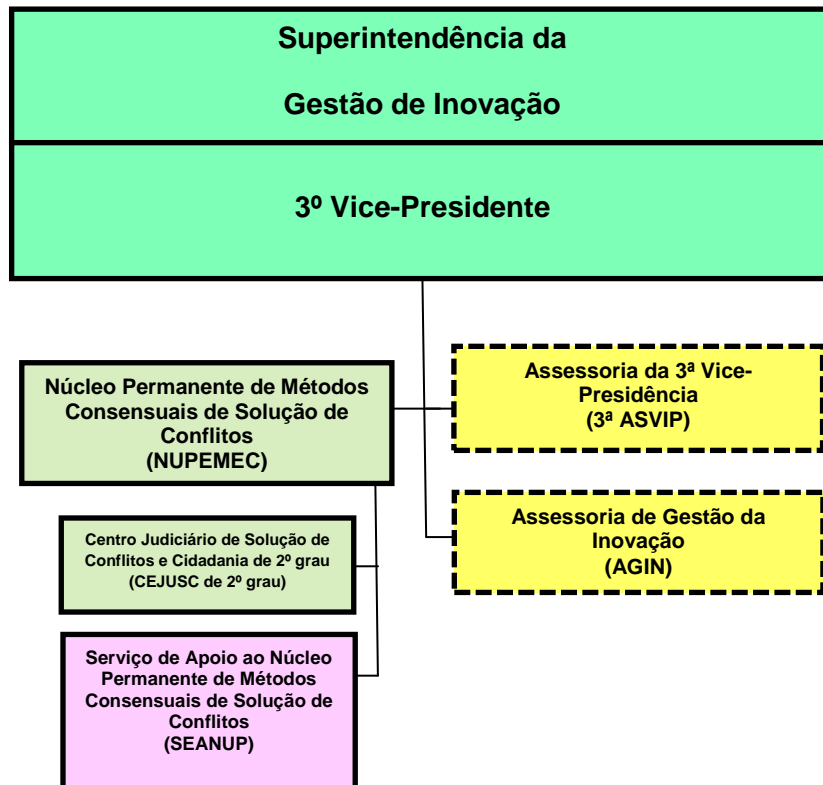 Superintendência da
Gestão de Inovação
3º Vice-Presidente
Núcleo Permanente de Métodos
Consensuais de Solução de
Conflitos
(NUPEMEC)
Assessoria da 3ª Vice-
Presidência
(3ª ASVIP)
Centro Judiciário de Solução de
Conflitos e Cidadania de 2º grau
(CEJUSC de 2º grau)
Assessoria de Gestão da
Inovação
(AGIN)
Serviço de Apoio ao Núcleo
Permanente de Métodos
Consensuais de Solução de
Conflitos
(SEANUP)